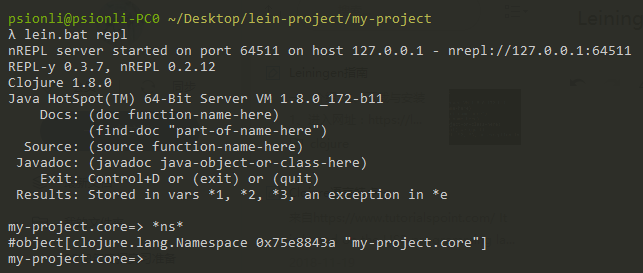 psionli@psionli-PC0 ~/Desktop/lein-project/my-project
λ lein.bat repl
nREPL server started on port 64511 on host 127.0.0.1 - nrepl://127.0.0.1:64511
REPL-y 0.3.7, nREPL 0.2.12
Clojure 1.8.0
Java HotSpot(TM) 64-Bit Server VM 1.8.0_172-b11
    Docs: (doc function-name-here)
          (find-doc "part-of-name-here")
  Source: (source function-name-here)
 Javadoc: (javadoc java-object-or-class-here)
    Exit: Control+D or (exit) or (quit)
 Results: Stored in vars *1, *2, *3, an exception in *e
my-project.core=> *ns*
#object[clojure.lang.Namespace 0x75e8843a "my-project.core"]
my-project.core=>